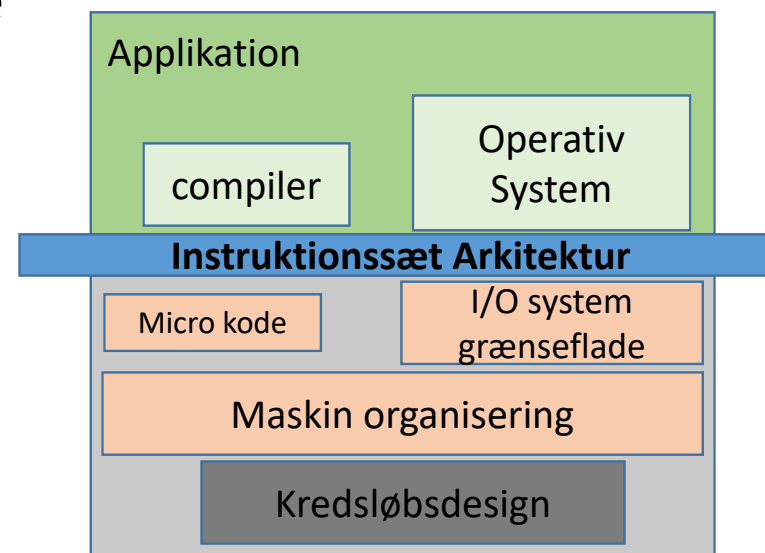 Applikation
compiler
Operativ
System
Instruktionssæt Arkitektur
Micro kode
I/O system
grænseflade
Maskin organisering
Kredsløbsdesign